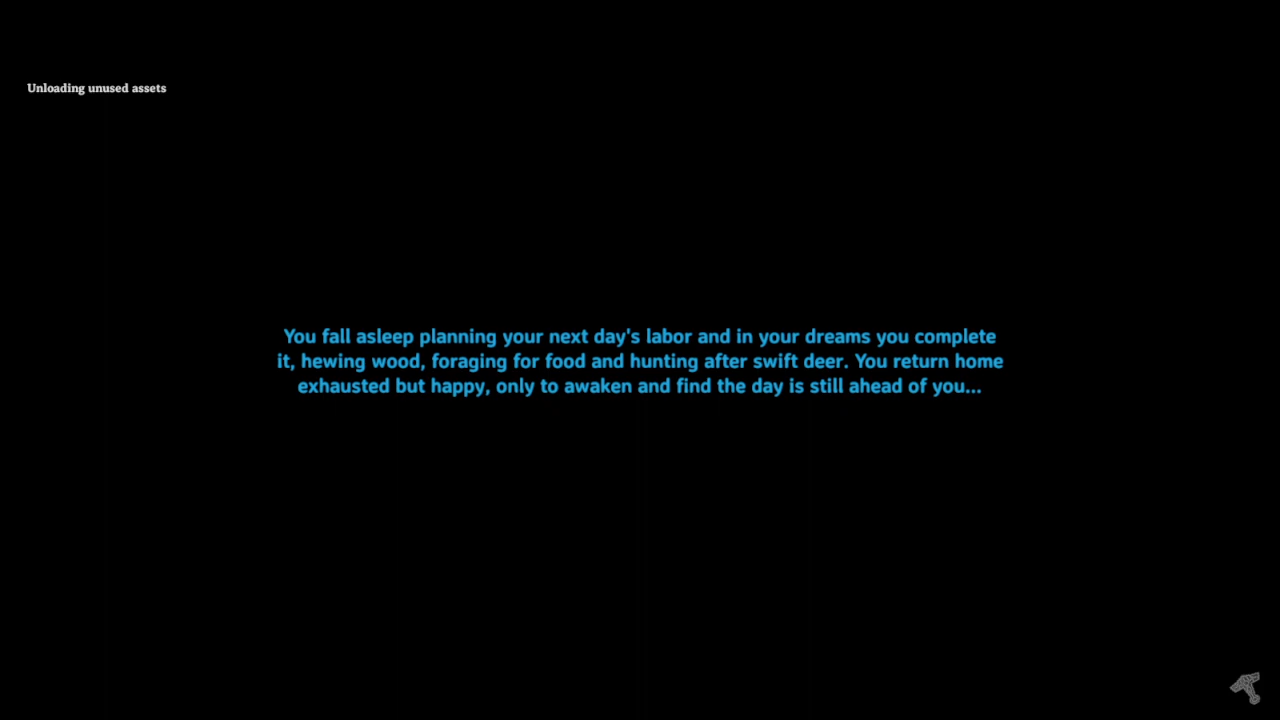 Unloading unused assets
You fall asleep planning your next day's labor and in your dreams you complete
it, hewing wood, foraging for food and hunting after swift deer. You return home
exhausted but happy, only to awaken and find the day is still ahead of you...